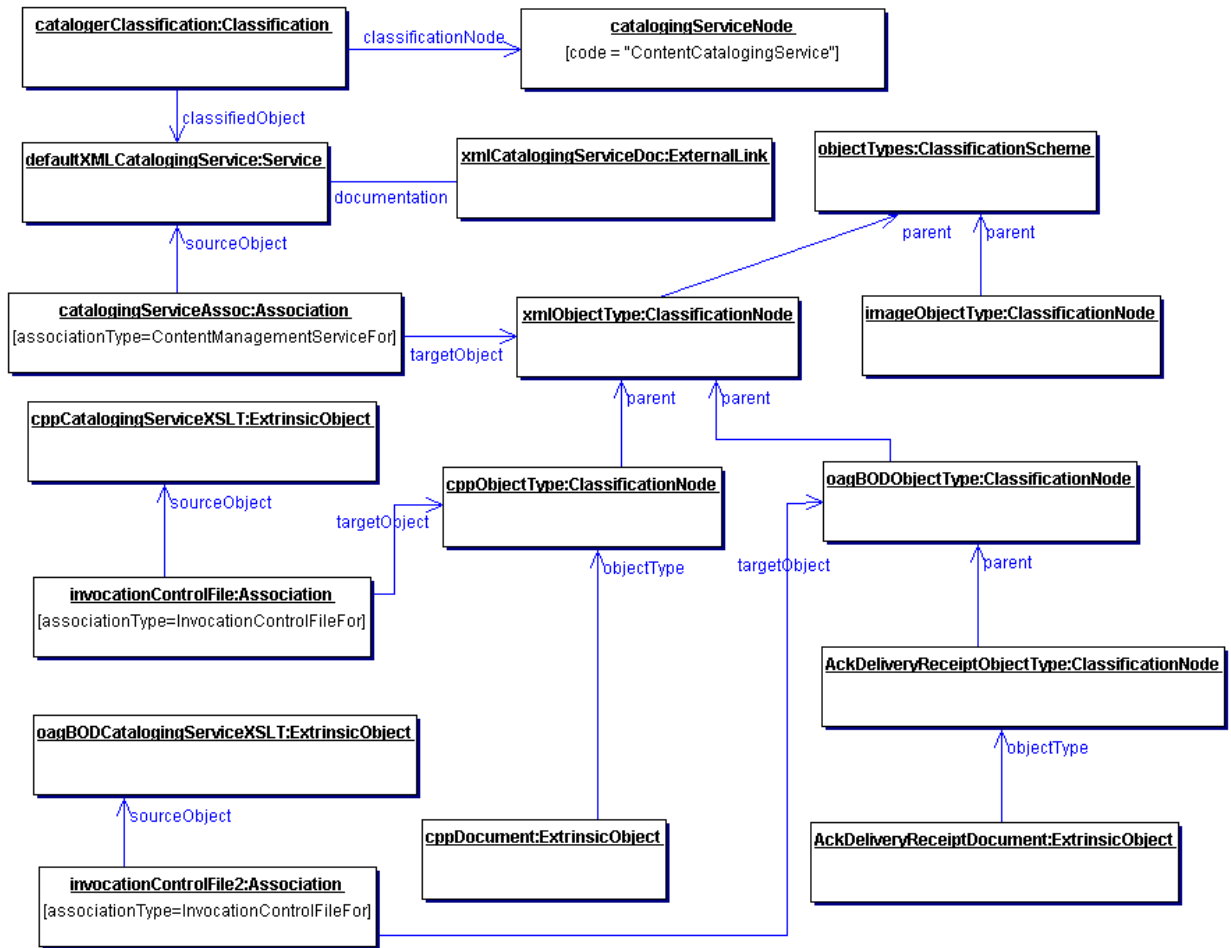 catalogerClassification:Classification
classificationNode
catalogingServiceNode
[code = "ContentCatalogingService"]
classifiedObject
defaultXMLCatalogingService:Service
documentation
xmlCatalogingServiceDoc:ExternalLink
objectTypes:ClassificationScheme
sourceObject
parent
parent
catalogingServiceAssoc:Association
[associationType=ContentManagementServiceFor]
targetObject
xmlObjectType:ClassificationNode
imageObjectType:ClassificationNode
parent
parent
cppCatalogingServiceXSLT:ExtrinsicObject
sourceObject
targetObject
cppObjectType:ClassificationNode
oagBODObjectType:ClassificationNode
objectType
targetObject
parent
invocationControlFile:Association
[associationType=InvocationControlFileFor]
AckDeliveryReceiptObjectType:ClassificationNode
oagBODCatalogingServiceXSLT:ExtrinsicObject
objectType
sourceObject
cppDocument:ExtrinsicObject
AckDeliveryReceiptDocument:ExtrinsicObject
invocationControlFile2:Association
[associationType=InvocationControlFileFor]